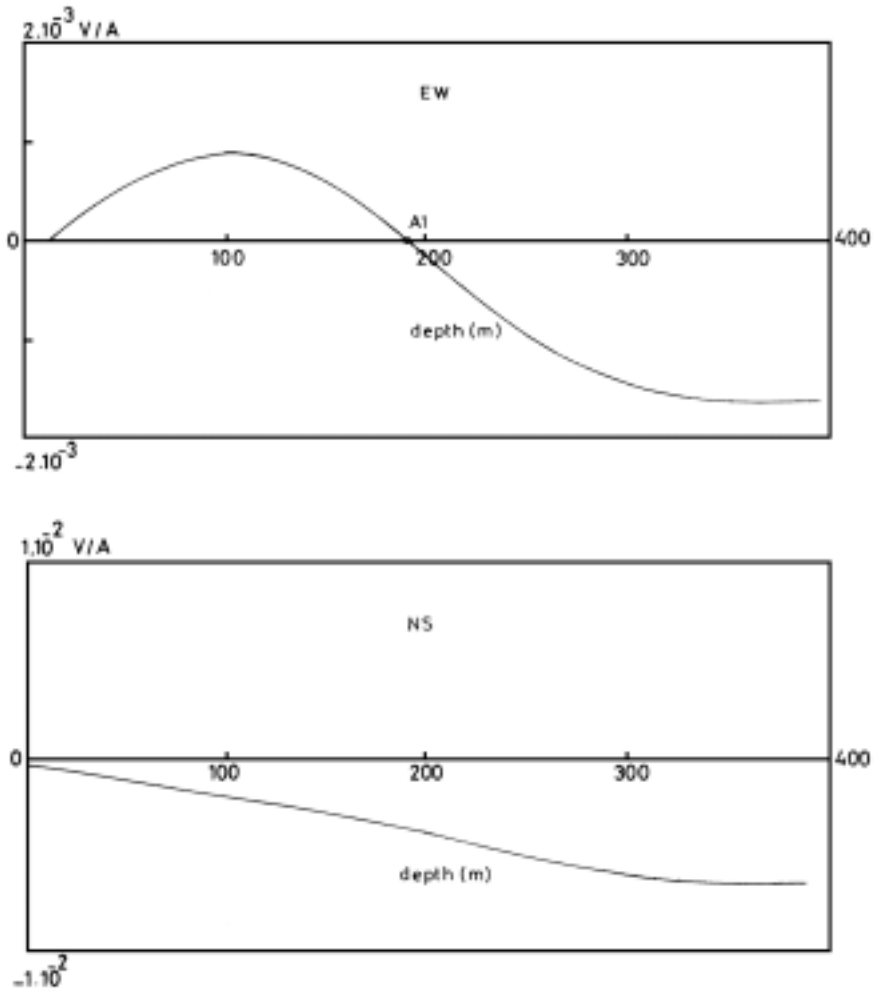 2.10⁻³ V/A
EW
A1
0 100 200 300 400
depth (m)
-2.10⁻³
1.10⁻² V/A
NS
0 100 200 300 400
depth (m)
-1.10⁻²